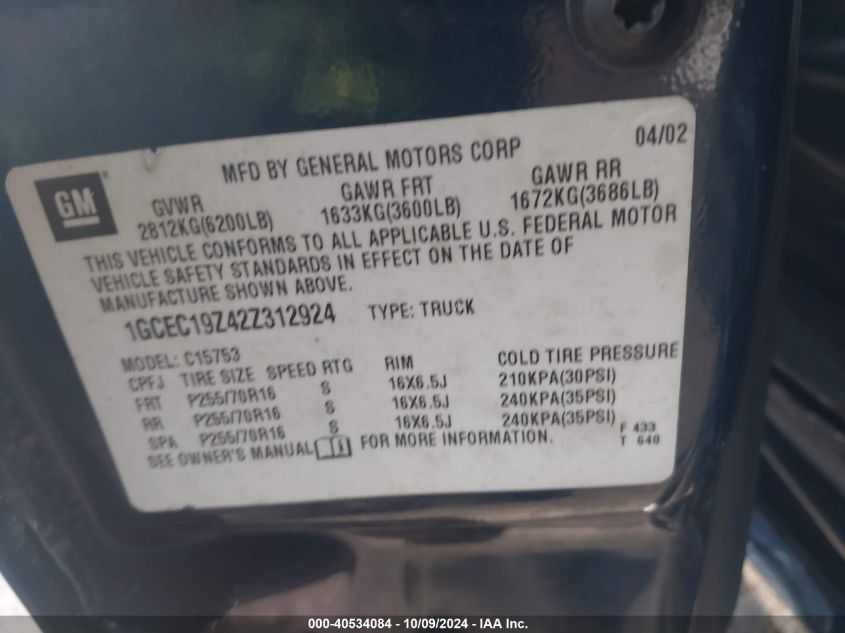 04/02
MFD BY GENERAL MOTORS CORP
GM
GVWR GAWR FRT GAWR RR
2812KG(6200LB) 1633KG(3600LB) 1672KG(3686LB)
THIS VEHICLE CONFORMS TO ALL APPLICABLE U.S. FEDERAL MOTOR
VEHICLE SAFETY STANDARDS IN EFFECT ON THE DATE OF
MANUFACTURE SHOWN ABOVE.
1GCEC19Z42Z312924 TYPE: TRUCK
MODEL: C15753
CPFJ TIRE SIZE SPEED RTG RIM COLD TIRE PRESSURE
FRT P255/70R16 S 16X6.5J 210KPA(30PSI)
RR P255/70R16 S 16X6.5J 240KPA(35PSI)
SPA P255/70R16 S 16X6.5J 240KPA(35PSI)
SEE OWNER'S MANUAL i FOR MORE INFORMATION.
F 433
T 640
000-40534084 - 10/09/2024 - IAA Inc.